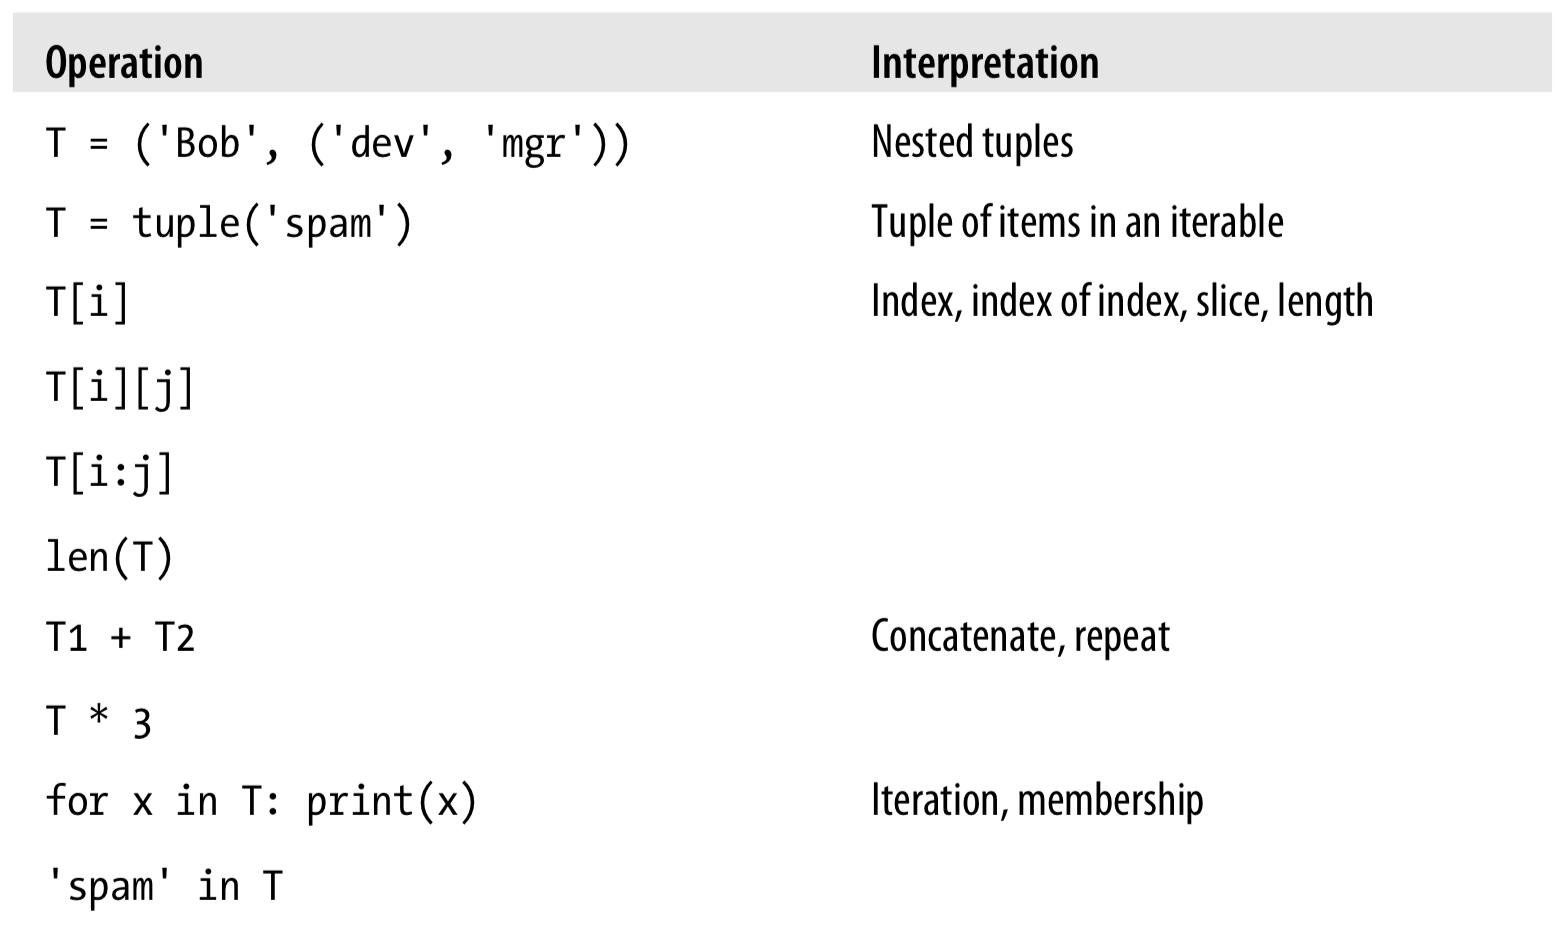 Operation Interpretation
T = ('Bob', ('dev', 'mgr')) Nested tuples
T = tuple('spam') Tuple of items in an iterable
T[i] Index, index of index, slice, length
T[i][j]
T[i:j]
len(T)
T1 + T2 Concatenate, repeat
T * 3
for x in T: print(x) Iteration, membership
'spam' in T